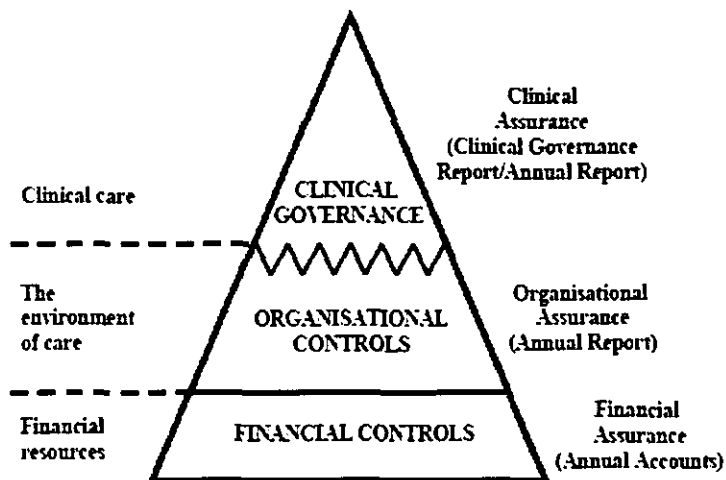 Clinical
Assurance
(Clinical Governance
Report/Annual Report)
Clinical care
CLINICAL
GOVERNANCE
The
environment
of care
ORGANISATIONAL
CONTROLS
Organisational
Assurance
(Annual Report)
Financial
resources
FINANCIAL CONTROLS
Financial
Assurance
(Annual Accounts)